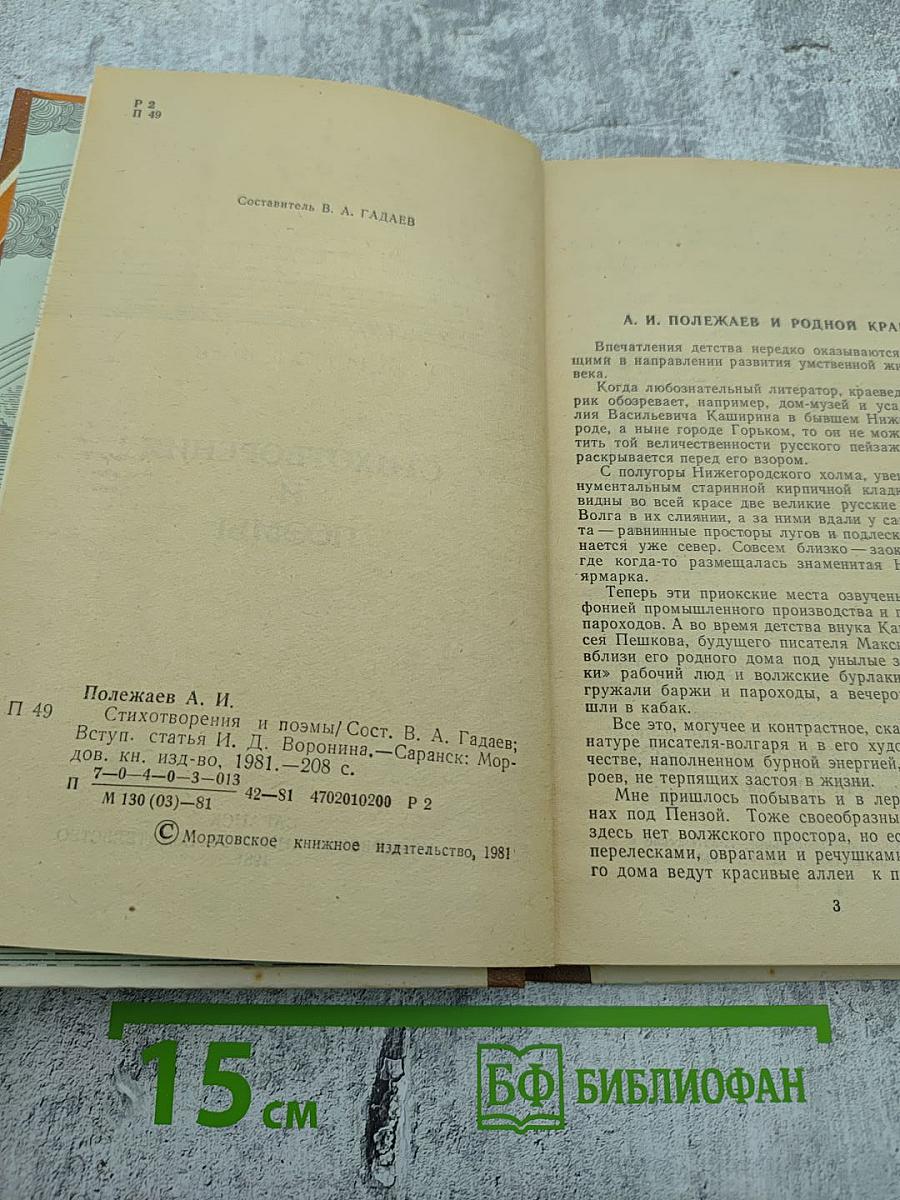 Р 2
П 49
Составитель В. А. ГАДАЕВ
Полежаев А. И.
П 49
Стихотворения и поэмы/Сост. В. А. Гадаев;
Вступ. статья И. Д. Воронина.—Саранск: Мор-
дов. кн. изд-во, 1981.—208 с.
П 7—0—4—0—3—013
М 130 (03)—81
42—81 4702010200 Р 2
© Мордовское книжное издательство, 1981
А. И. ПОЛЕЖАЕВ И РОДНОЙ КРА
Впечатления детства нередко оказываются
щими в направлении развития умственной жи
века.
Когда любознательный литератор, краевед
рик обозревает, например, дом-музей и уса
лия Васильевича Каширина в бывшем Ниже
роде, а ныне городе Горьком, то он не мож
тить той величественности русского пейзаж
раскрывается перед его взором.
С полугоры Нижегородского холма, увен
нументальным старинной кирпичной кладк
видны во всей красе две великие русские
Волга в их слиянии, а за ними вдали у са
та — равнинные просторы лугов и подлеск
нается уже север. Совсем близко — заок
где когда-то размещалась знаменитая Н
ярмарка.
Теперь эти приокские места озвучены
фонией промышленного производства и г
пароходов. А во время детства внука Ка
сея Пешкова, будущего писателя Макси
вблизи его родного дома под унылые з
ки» рабочий люд и волжские бурлаки
гружали баржи и пароходы, а вечеро
шли в кабак.
Все это, могучее и контрастное, ска
натуре писателя-волгаря и в его худо
честве, наполненном бурной энергией,
роев, не терпящих застоя в жизни.
Мне пришлось побывать и в лер
нах под Пензой. Тоже своеобразны
здесь нет волжского простора, но ес
перелесками, оврагами и речушками
го дома ведут красивые аллеи к п
3
15 см
БФ БИБЛИОФАН